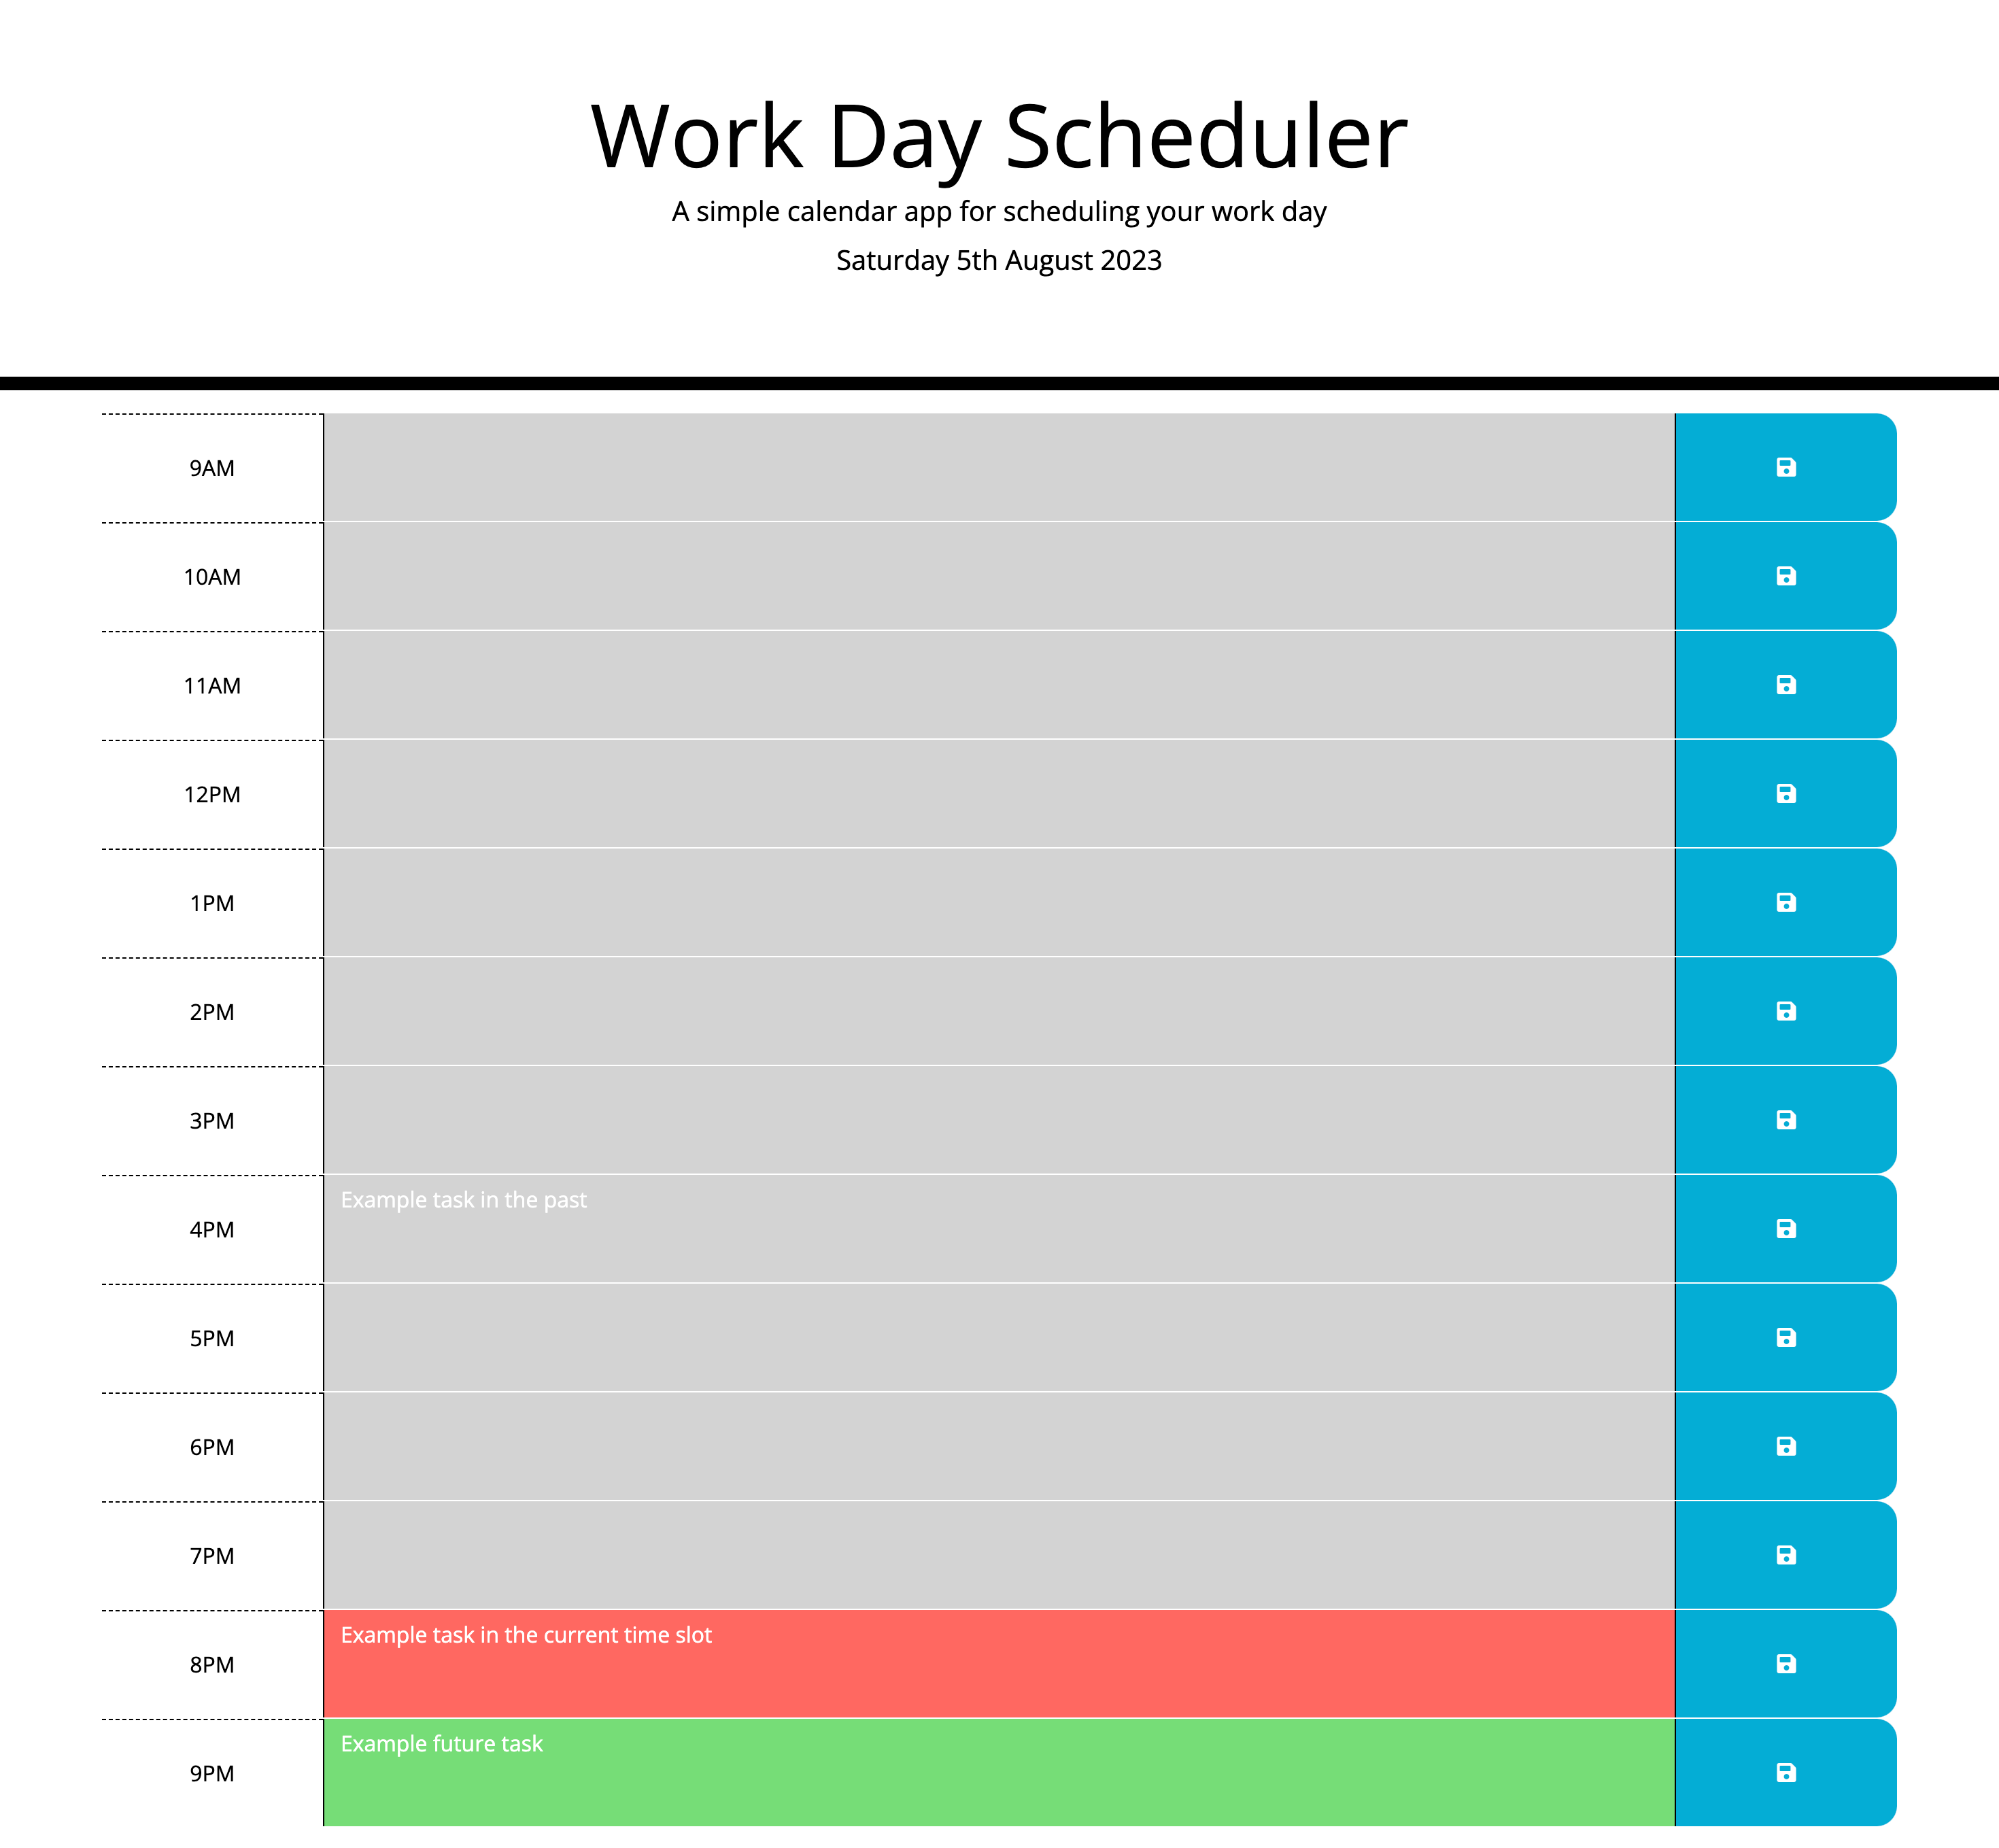 Work Day Scheduler
A simple calendar app for scheduling your work day
Saturday 5th August 2023
9AM
10AM
11AM
12PM
1PM
2PM
3PM
4PM Example task in the past
5PM
6PM
7PM
8PM Example task in the current time slot
9PM Example future task